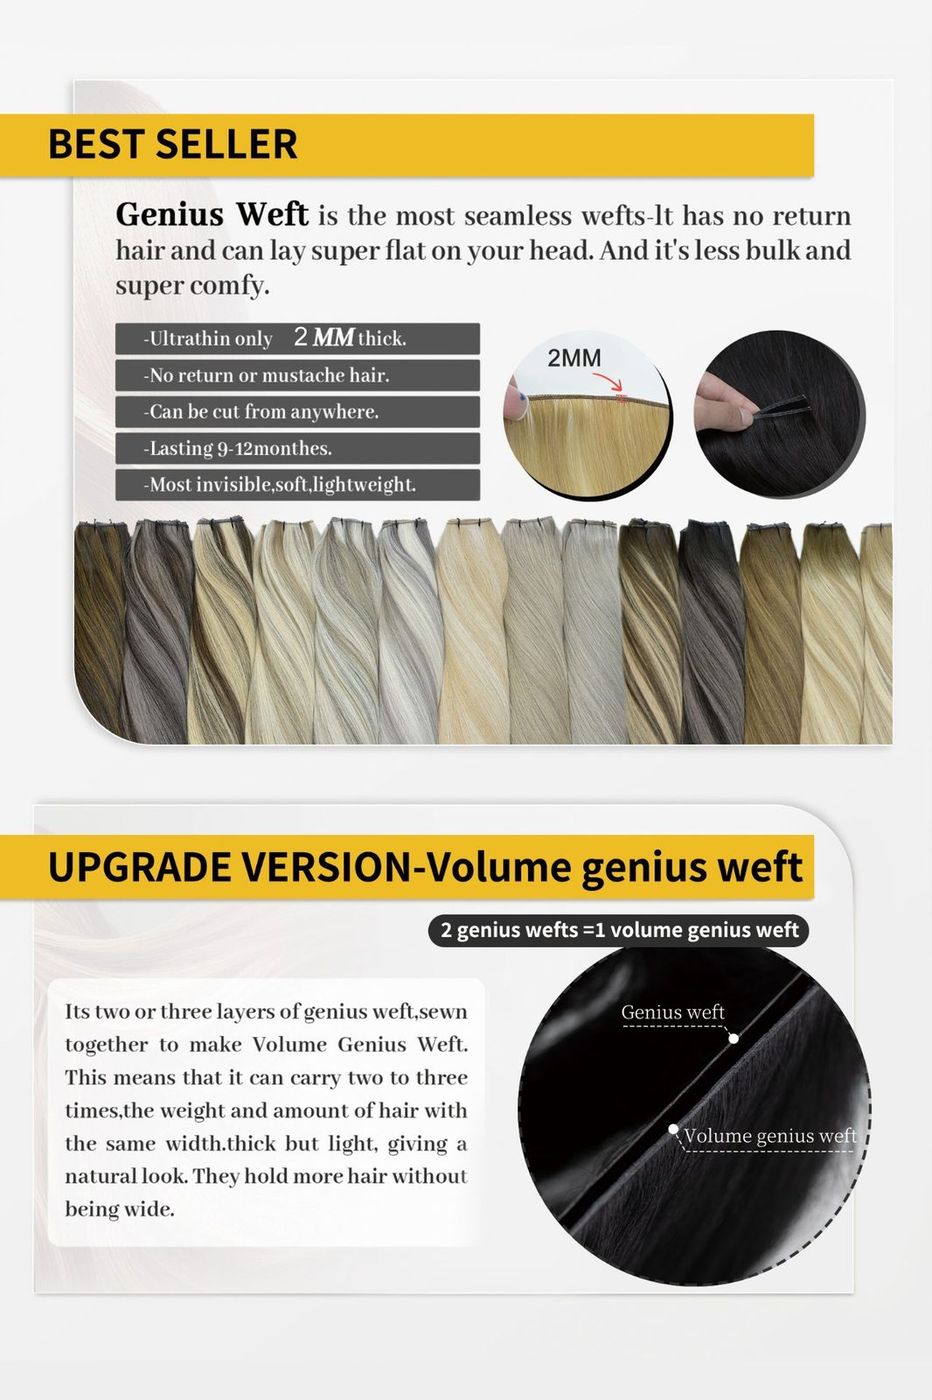 BEST SELLER
Genius Weft is the most seamless wefts-lt has no return
hair and can lay super flat on your head. And it's less bulk and
super comfy.
-Ultrathin only 2 MM thick.
-No return or mustache hair.
-Can be cut from anywhere.
-Lasting 9-12monthes.
-Most invisible,soft,lightweight.
2MM
UPGRADE VERSION-Volume genius weft
2 genius wefts =1 volume genius weft
Its two or three layers of genius weft,sewn
together to make Volume Genius Weft.
This means that it can carry two to three
times,the weight and amount of hair with
the same width.thick but light, giving a
natural look. They hold more hair without
being wide.
Genius weft
Volume genius weft